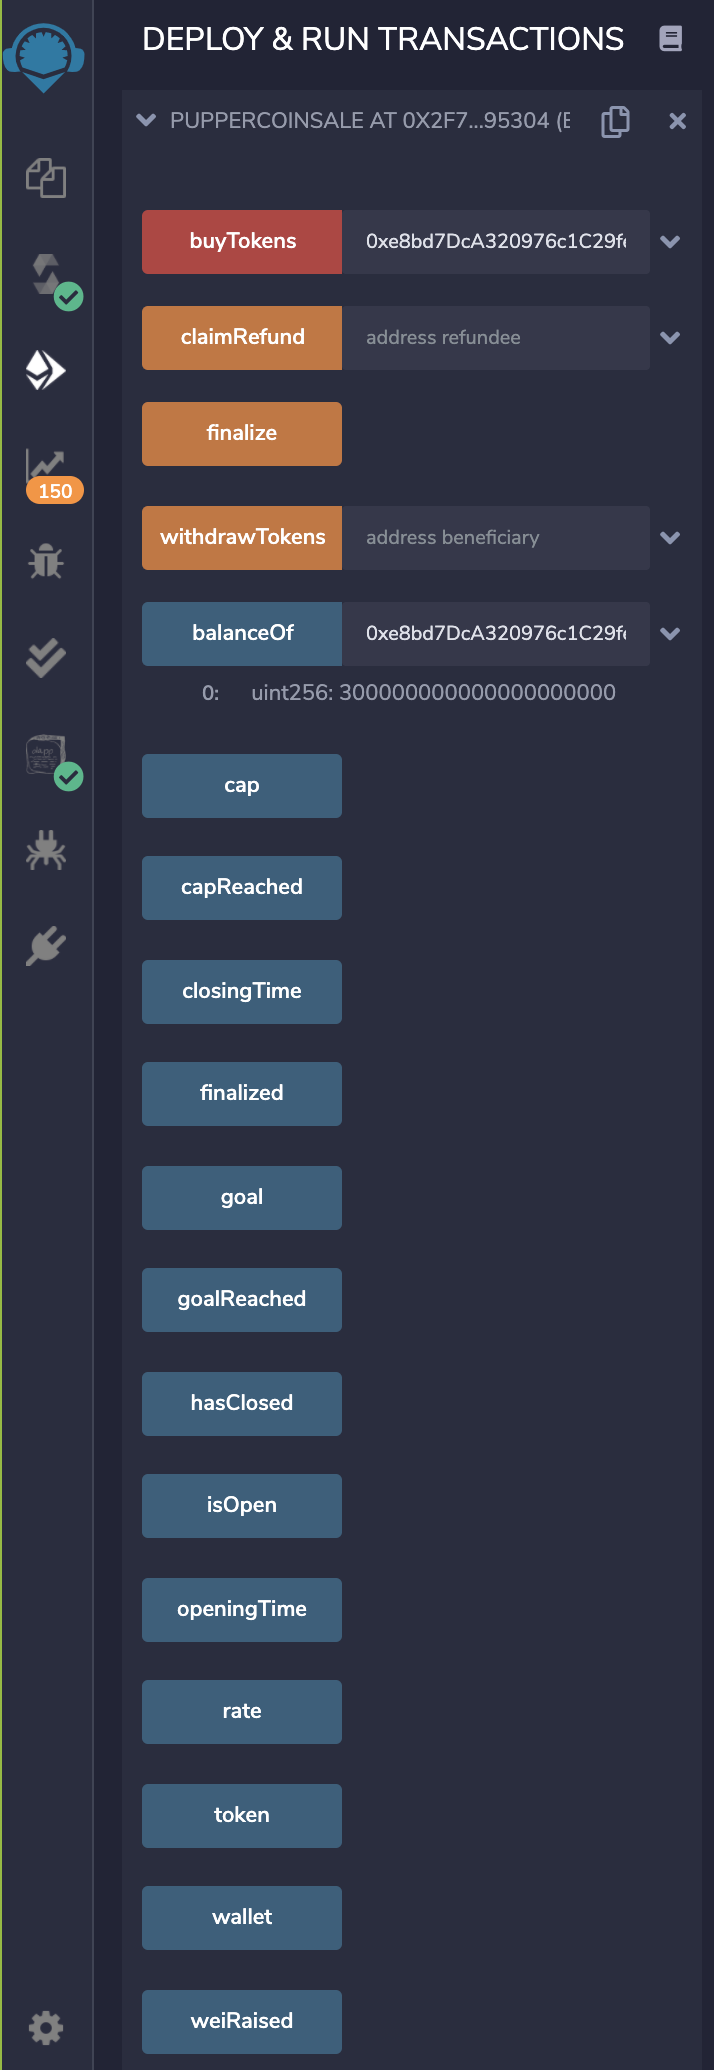 DEPLOY & RUN TRANSACTIONS
PUPPERCOINSALE AT 0X2F7...95304 (E
buyTokens 0xe8bd7DcA320976c1C29f
claimRefund address refundee
finalize
150
withdrawTokens address beneficiary
balanceOf 0xe8bd7DcA320976c1C29f
0: uint256: 300000000000000000000
cap
capReached
closingTime
finalized
goal
goalReached
hasClosed
isOpen
openingTime
rate
token
wallet
weiRaised